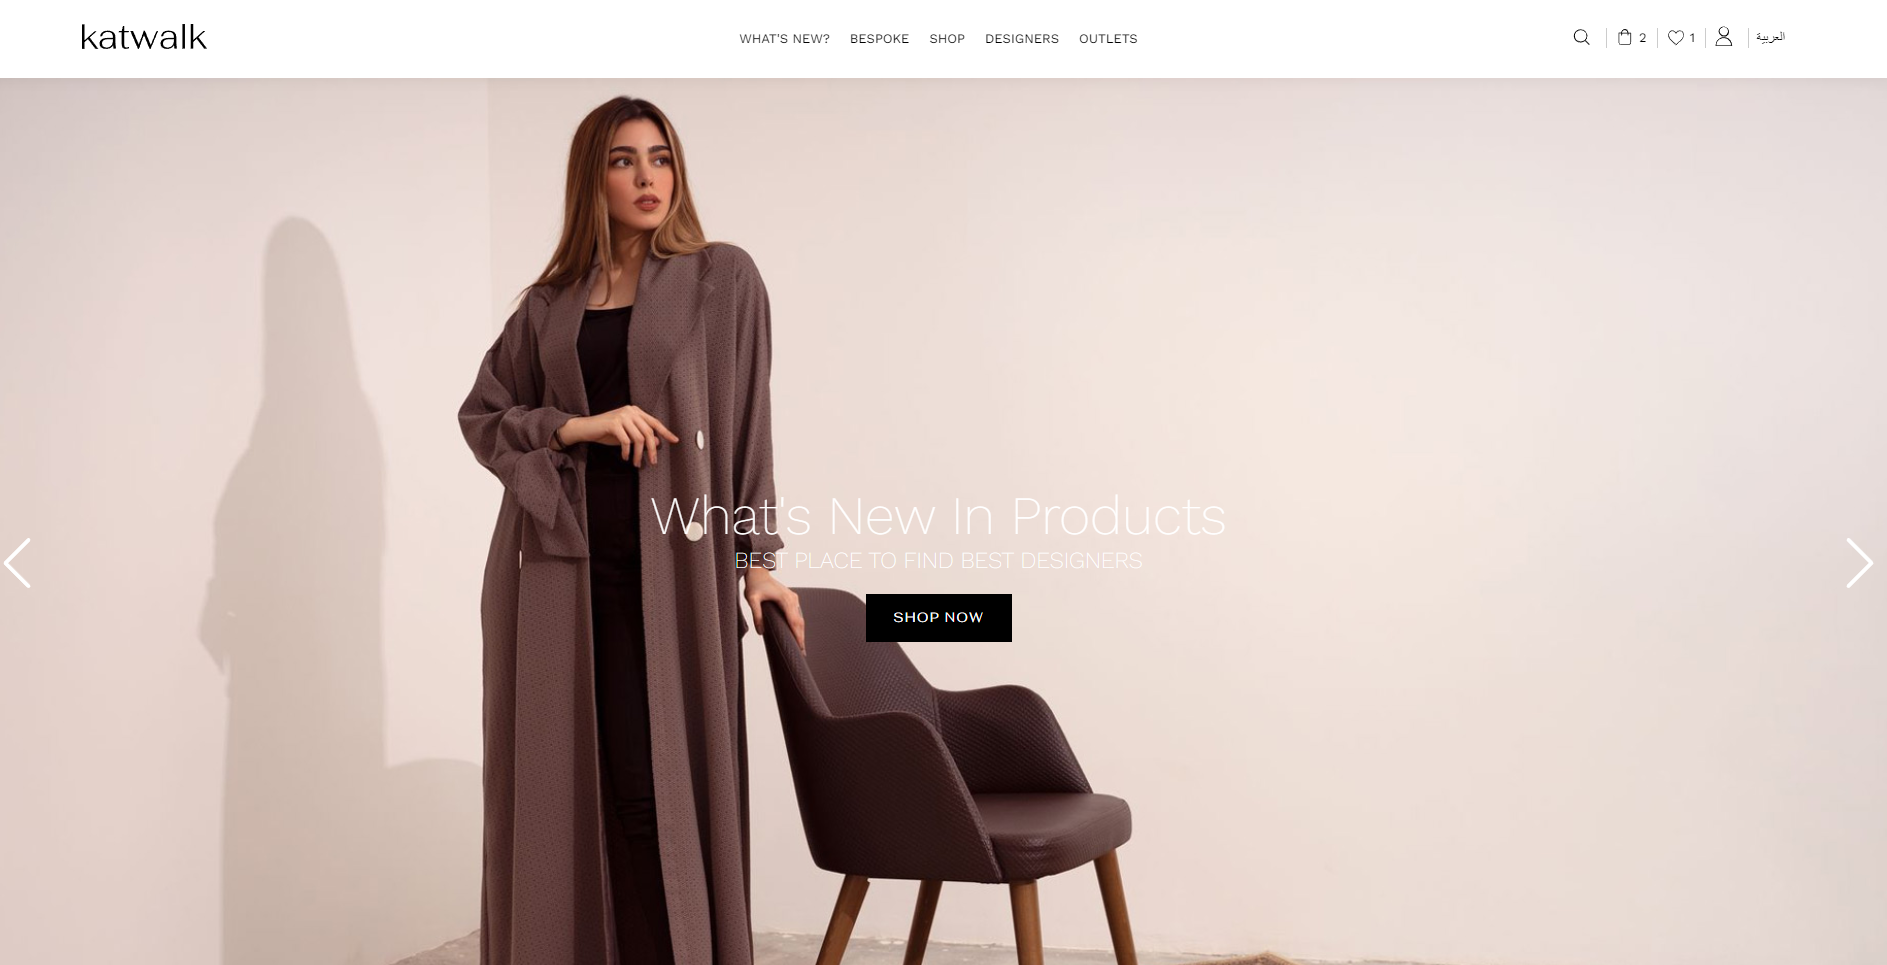 katwalk
WHAT'S NEW? BESPOKE SHOP DESIGNERS OUTLETS
2 1 العربية
What's New In Products
BEST PLACE TO FIND BEST DESIGNERS
SHOP NOW